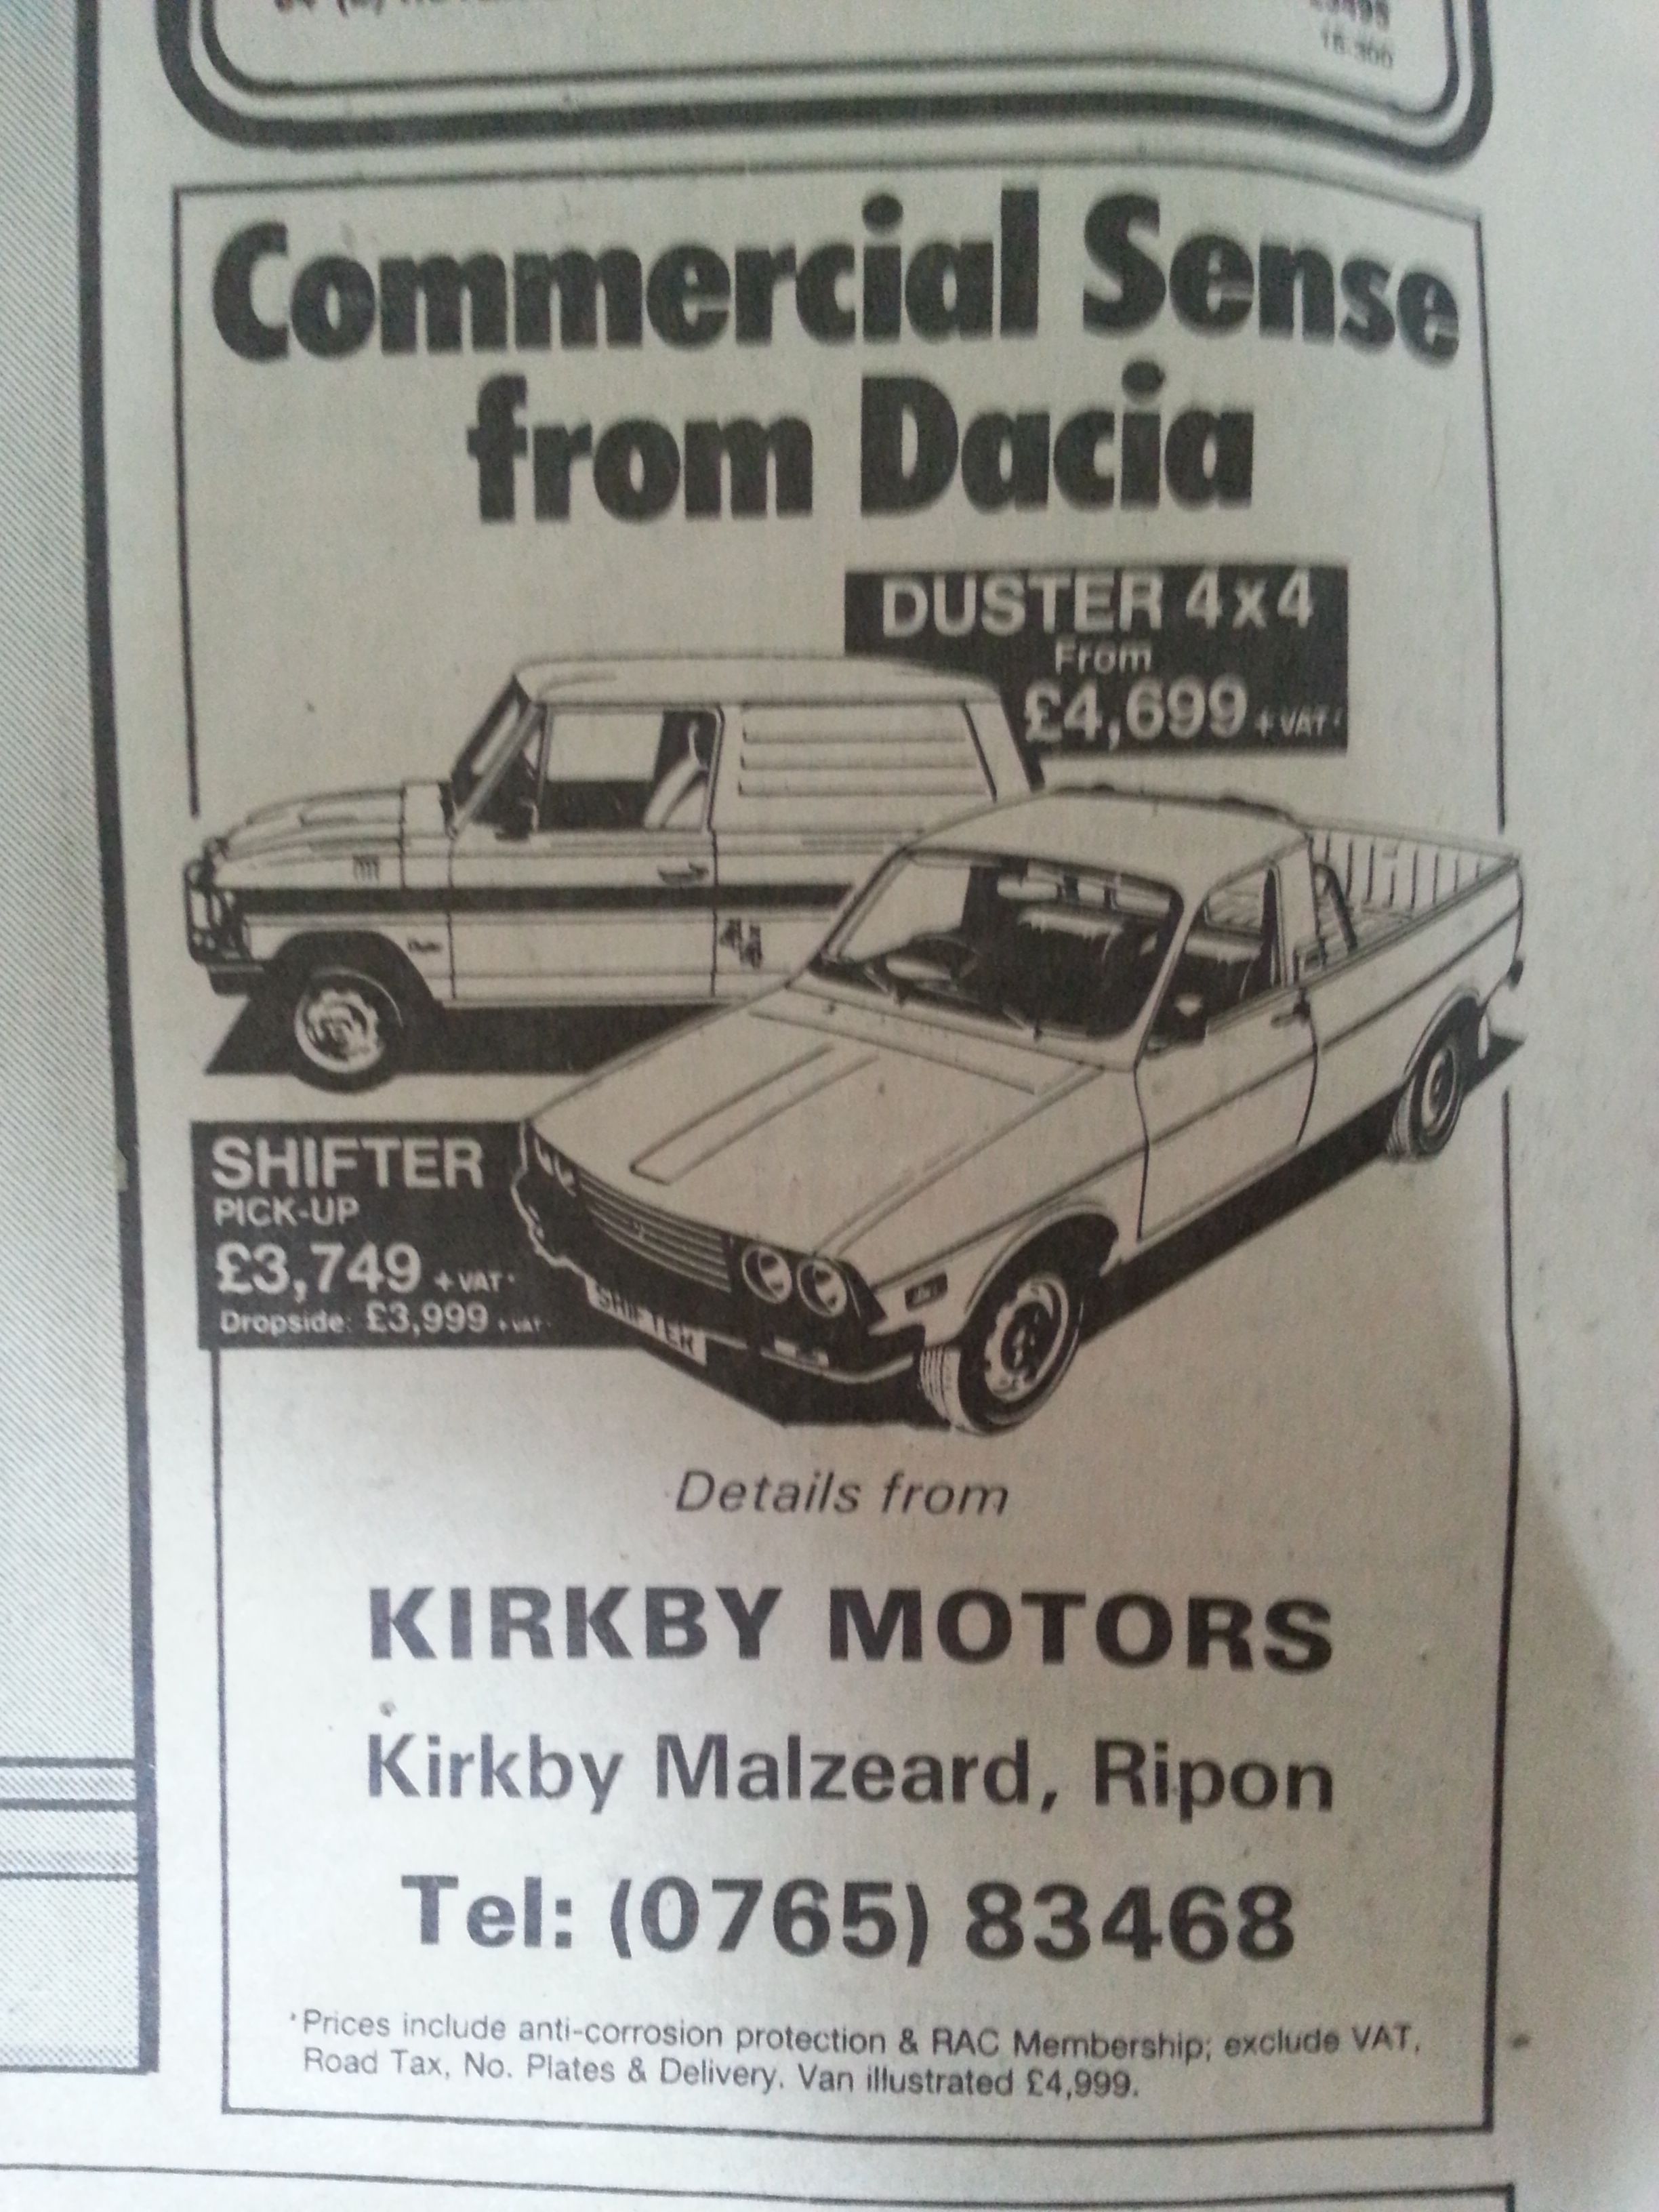 Commercial Sense
from Dacia
DUSTER 4x4
From
£4,699 + VAT*
4x4
SHIFTER
PICK-UP
£3,749 + VAT*
Dropside: £3,999 + VAT*
SHIFTER
Details from
KIRKBY MOTORS
Kirkby Malzeard, Ripon
Tel: (0765) 83468
*Prices include anti-corrosion protection & RAC Membership; exclude VAT,
Road Tax, No. Plates & Delivery. Van illustrated £4,999.